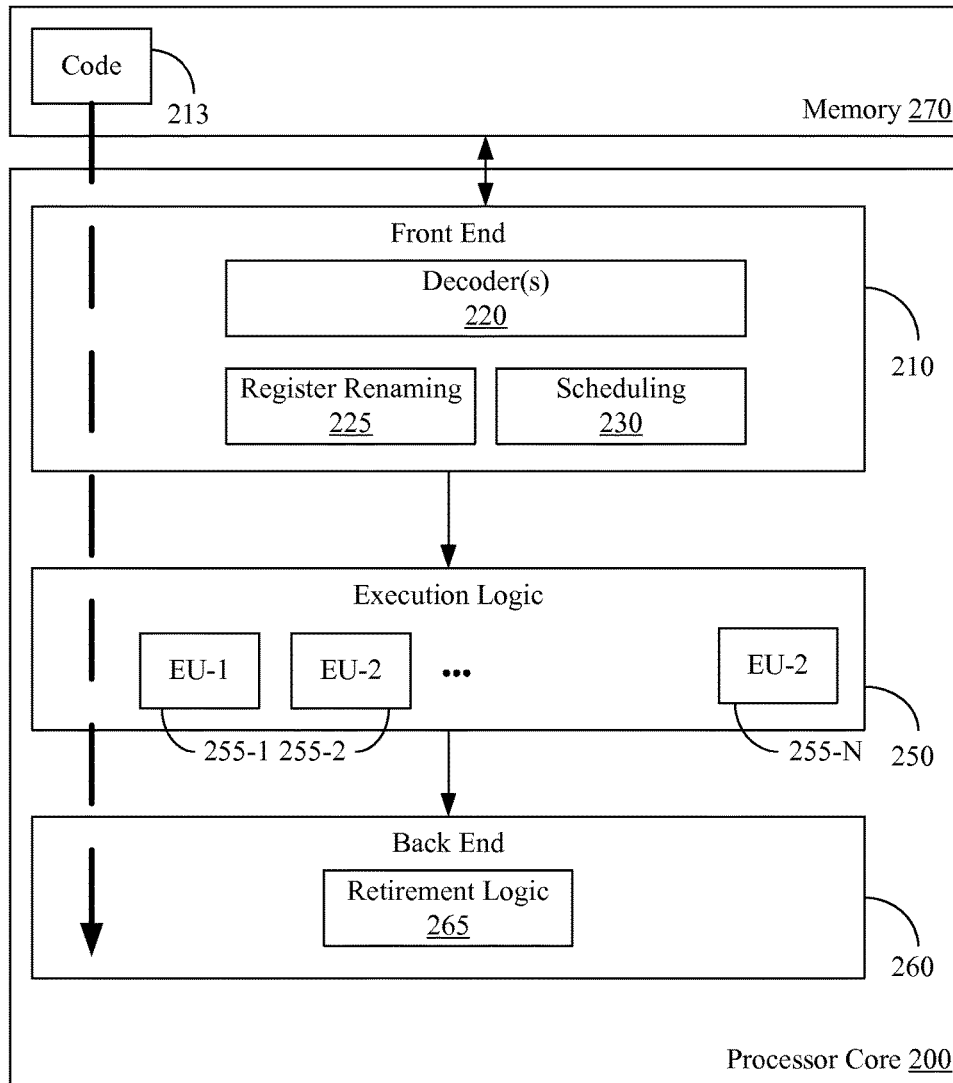 Code
213
Memory 270
Front End
Decoder(s)
220
210
Register Renaming
225
Scheduling
230
Execution Logic
EU-1
EU-2
...
EU-2
255-1 255-2
255-N
250
Back End
Retirement Logic
265
260
Processor Core 200